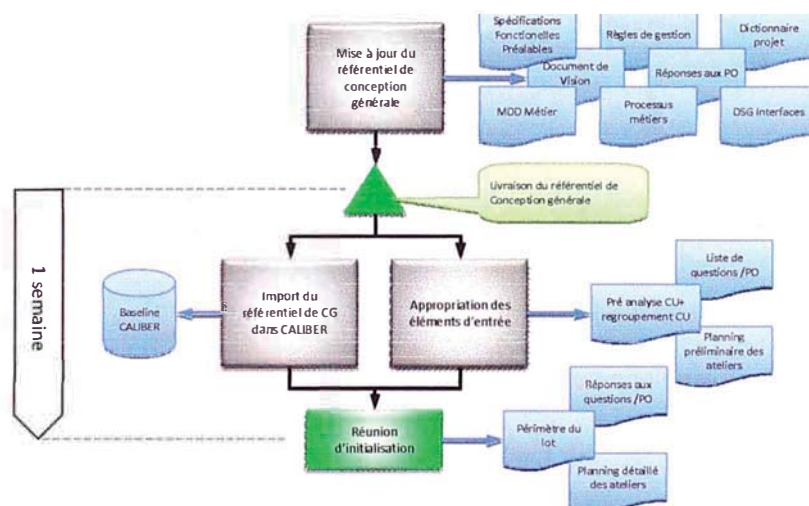 Spécifications
Fonctionnelles
Préalables
Règles de gestion
Dictionnaire
projet
Mise à jour du
référentiel de
conception
générale
Document de
Vision
Réponses aux PO
MDD Métier
Processus
métiers
DSG Interfaces
Livraison du référentiel de
Conception générale
1 semaine
Baseline
CALIBER
Import du
référentiel de CG
dans CALIBER
Appropriation des
éléments d'entrée
Liste de
questions /PO
Pré analyse CU+
regroupement CU
Planning
préliminaire des
ateliers
Réunion
d'initialisation
Réponses aux
questions /PO
Périmètre du
lot
Planning détaillé
des ateliers